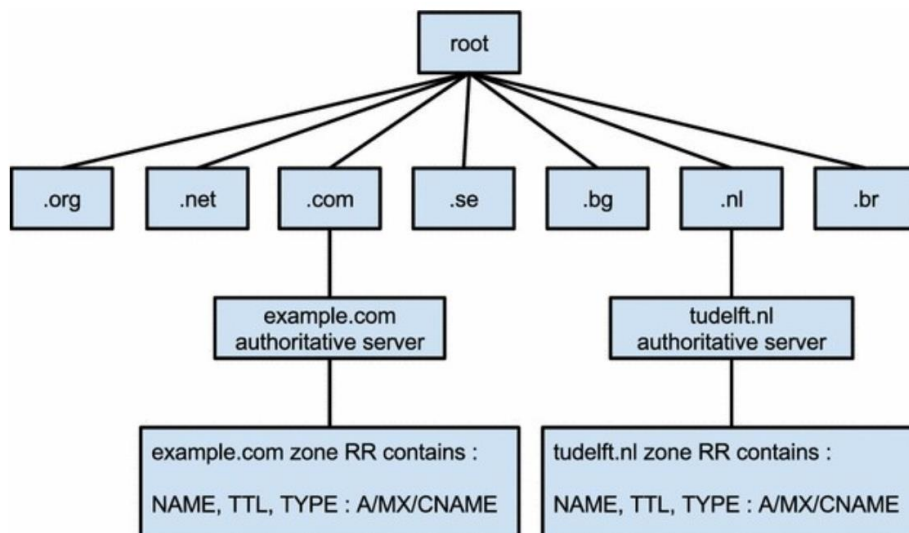 root
.org
.net
.com
.se
.bg
.nl
.br
example.com
authoritative server
tudelft.nl
authoritative server
example.com zone RR contains :
NAME, TTL, TYPE : A/MX/CNAME
tudelft.nl zone RR contains :
NAME, TTL, TYPE : A/MX/CNAME